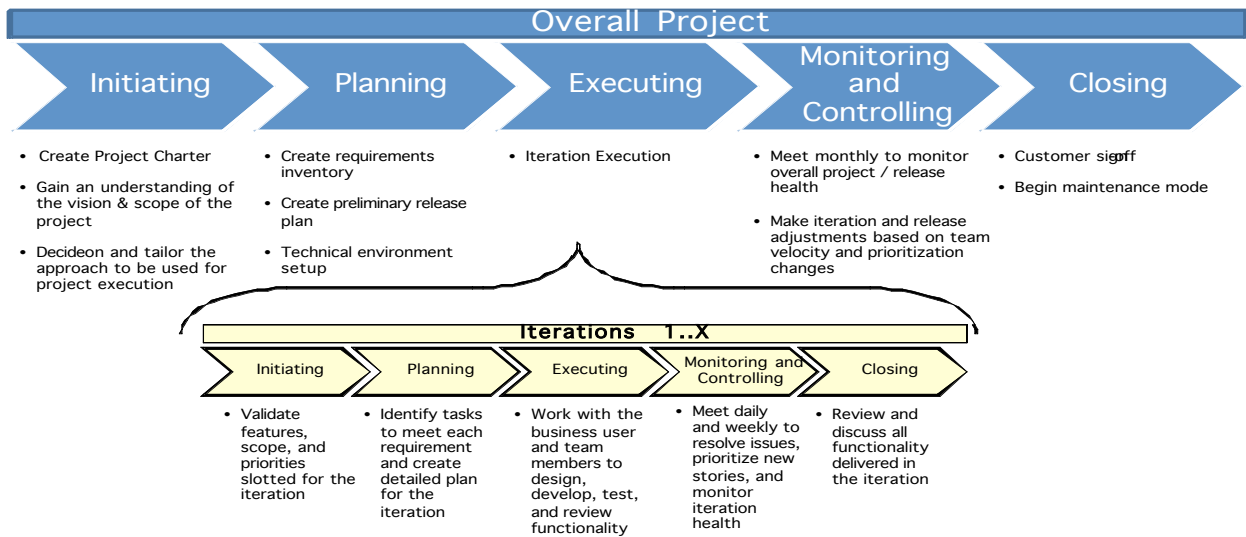 Overall Project
Initiating
Planning
Executing
Monitoring
and
Controlling
Closing
• Create Project Charter
• Gain an understanding of
the vision & scope of the
project
• Decideon and tailor the
approach to be used for
project execution
• Create requirements
inventory
• Create preliminary release
plan
• Technical environment
setup
• Iteration Execution
• Meet monthly to monitor
overall project / release
health
• Make iteration and release
adjustments based on team
velocity and prioritization
changes
• Customer signoff
• Begin maintenance mode
Iterations 1..X
Initiating
Planning
Executing
Monitoring and
Controlling
Closing
• Validate
features,
scope, and
priorities
slotted for the
iteration
• Identify tasks
to meet each
requirement
and create
detailed plan
for the
iteration
• Work with the
business user
and team
members to
design,
develop, test,
and review
functionality
• Meet daily
and weekly to
resolve issues,
prioritize new
stories, and
monitor
iteration
health
• Review and
discuss all
functionality
delivered in
the iteration